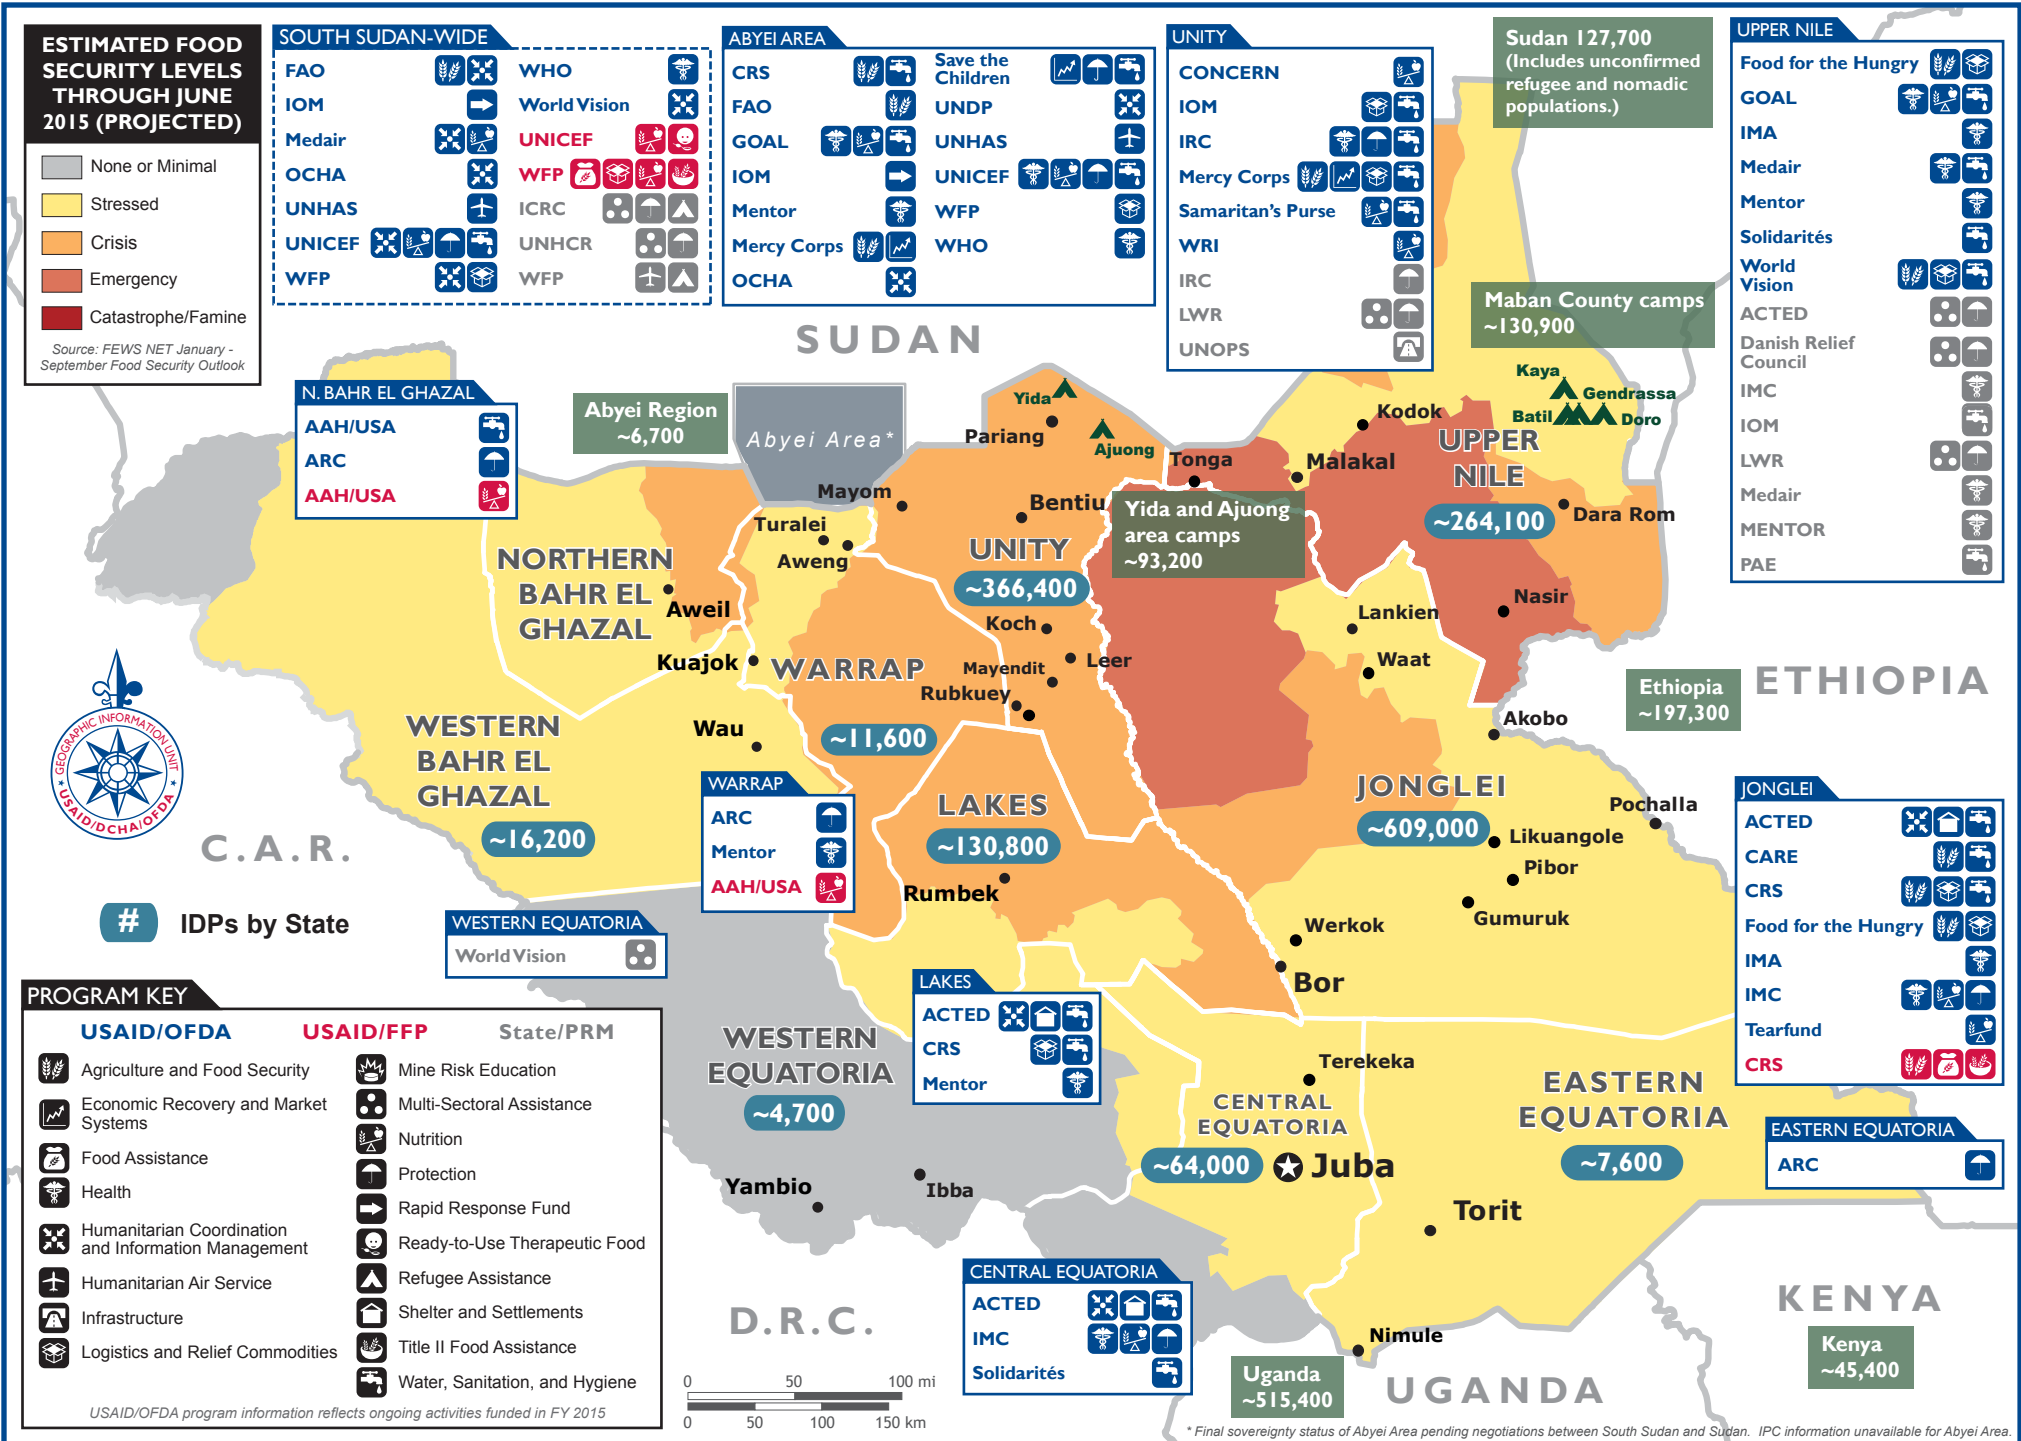 ESTIMATED FOOD
SECURITY LEVELS
THROUGH JUNE
2015 (PROJECTED)
None or Minimal
Stressed
Crisis
Emergency
Catastrophe/Famine
Source: FEWS NET January -
September Food Security Outlook
SOUTH SUDAN-WIDE
FAO
IOM
Medair
OCHA
UNHAS
UNICEF
WFP
WHO
World Vision
UNICEF
WFP
ICRC
UNHCR
WFP
ABYEI AREA
CRS
FAO
GOAL
IOM
Mentor
Mercy Corps
OCHA
Save the
Children
UNDP
UNHAS
UNICEF
WFP
WHO
UNITY
CONCERN
IOM
IRC
Mercy Corps
Samaritan's Purse
WRI
IRC
LWR
UNOPS
Sudan 127,700
(Includes unconfirmed
refugee and nomadic
populations.)
UPPER NILE
Food for the Hungry
GOAL
IMA
Medair
Mentor
Solidarités
World
Vision
ACTED
Danish Relief
Council
IMC
IOM
LWR
Medair
MENTOR
PAE
Maban County camps
~130,900
SUDAN
N. BAHR EL GHAZAL
AAH/USA
ARC
AAH/USA
Abyei Region
~6,700
Abyei Area*
Yida
Pariang
Ajuong
Kaya
Gendrassa
Batil
Doro
Kodok
UPPER
NILE
~264,100
Tonga
Malakal
Dara Rom
Mayom
Bentiu
Yida and Ajuong
area camps
~93,200
Turalei
Aweng
UNITY
~366,400
NORTHERN
BAHR EL
GHAZAL
Aweil
Koch
Lankien
Nasir
Kuajok
WARRAP
Mayendit
Leer
Waat
Rubkuey
Ethiopia
~197,300
ETHIOPIA
Akobo
WESTERN
BAHR EL
GHAZAL
~16,200
Wau
~11,600
GEOGRAPHIC INFORMATION UNIT
USAID/DCHA/OFDA
C.A.R.
WARRAP
ARC
Mentor
AAH/USA
LAKES
~130,800
Rumbek
JONGLEI
~609,000
Pochalla
Likuangole
Pibor
Gumuruk
Werkok
Bor
JONGLEI
ACTED
CARE
CRS
Food for the Hungry
IMA
IMC
Tearfund
CRS
# IDPs by State
WESTERN EQUATORIA
World Vision
LAKES
ACTED
CRS
Mentor
PROGRAM KEY
USAID/OFDA
USAID/FFP
State/PRM
Agriculture and Food Security
Economic Recovery and Market
Systems
Food Assistance
Health
Humanitarian Coordination
and Information Management
Humanitarian Air Service
Infrastructure
Logistics and Relief Commodities
Mine Risk Education
Multi-Sectoral Assistance
Nutrition
Protection
Rapid Response Fund
Ready-to-Use Therapeutic Food
Refugee Assistance
Shelter and Settlements
Title II Food Assistance
Water, Sanitation, and Hygiene
USAID/OFDA program information reflects ongoing activities funded in FY 2015
WESTERN
EQUATORIA
~4,700
Yambio
Ibba
Terekeka
CENTRAL
EQUATORIA
~64,000
Juba
EASTERN
EQUATORIA
~7,600
Torit
EASTERN EQUATORIA
ARC
D.R.C.
CENTRAL EQUATORIA
ACTED
IMC
Solidarités
Nimule
KENYA
Kenya
~45,400
Uganda
~515,400
UGANDA
0 50 100 mi
0 50 100 150 km
* Final sovereignty status of Abyei Area pending negotiations between South Sudan and Sudan. IPC information unavailable for Abyei Area.